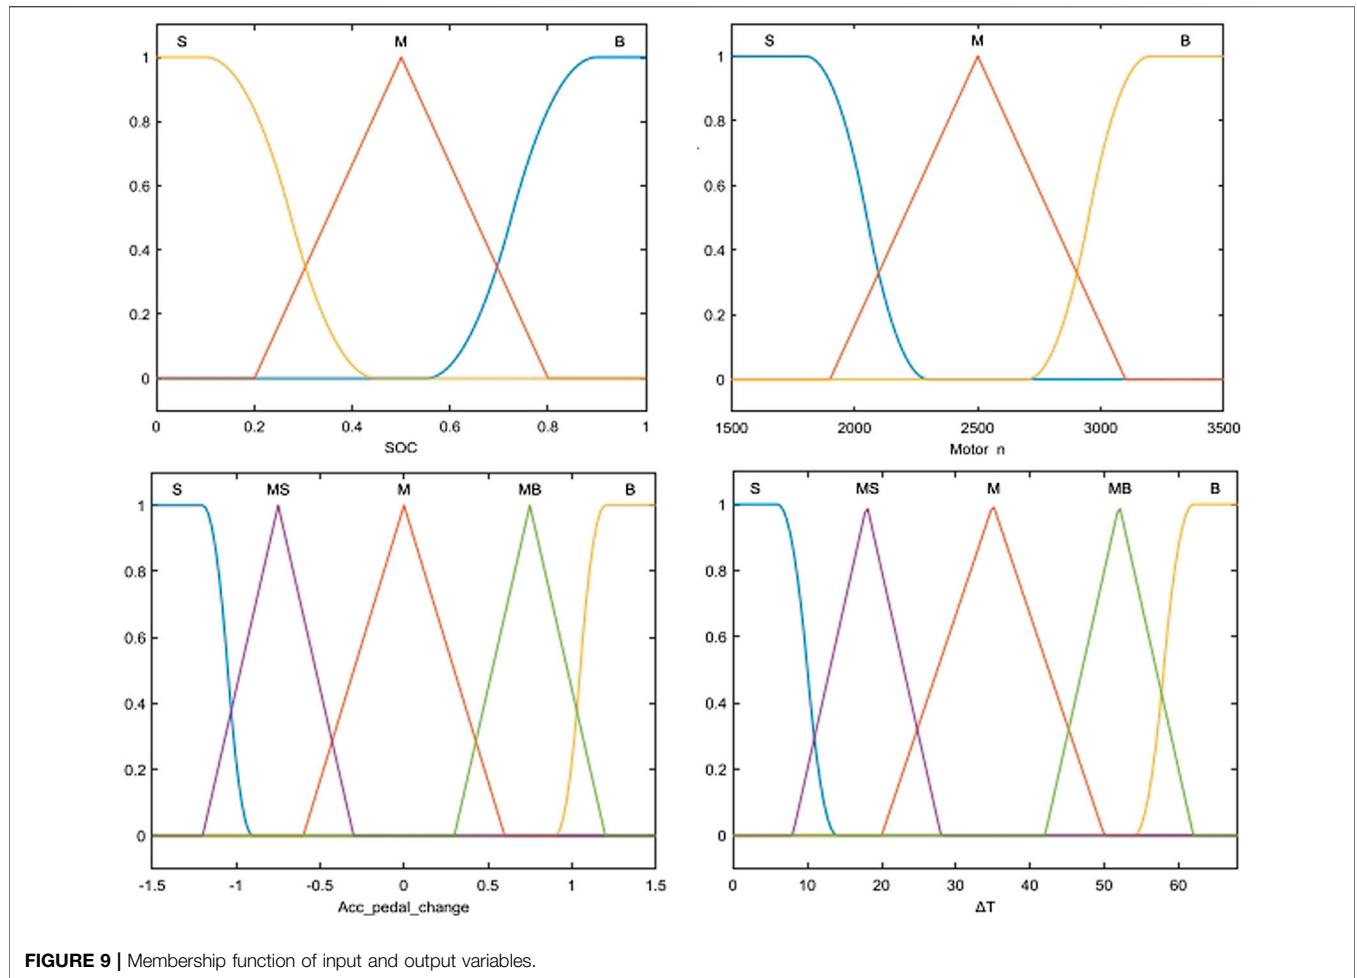 S M B
1
0.8
0.6
0.4
0.2
0
0 0.2 0.4 0.6 0.8 1
SOC
S M B
1
0.8
0.6
0.4
0.2
0
1500 2000 2500 3000 3500
Motor n
S MS M MB B
1
0.8
0.6
0.4
0.2
0
-1.5 -1 -0.5 0 0.5 1 1.5
Acc_pedal_change
S MS M MB B
1
0.8
0.6
0.4
0.2
0
0 10 20 30 40 50 60
ΔT
FIGURE 9 | Membership function of input and output variables.